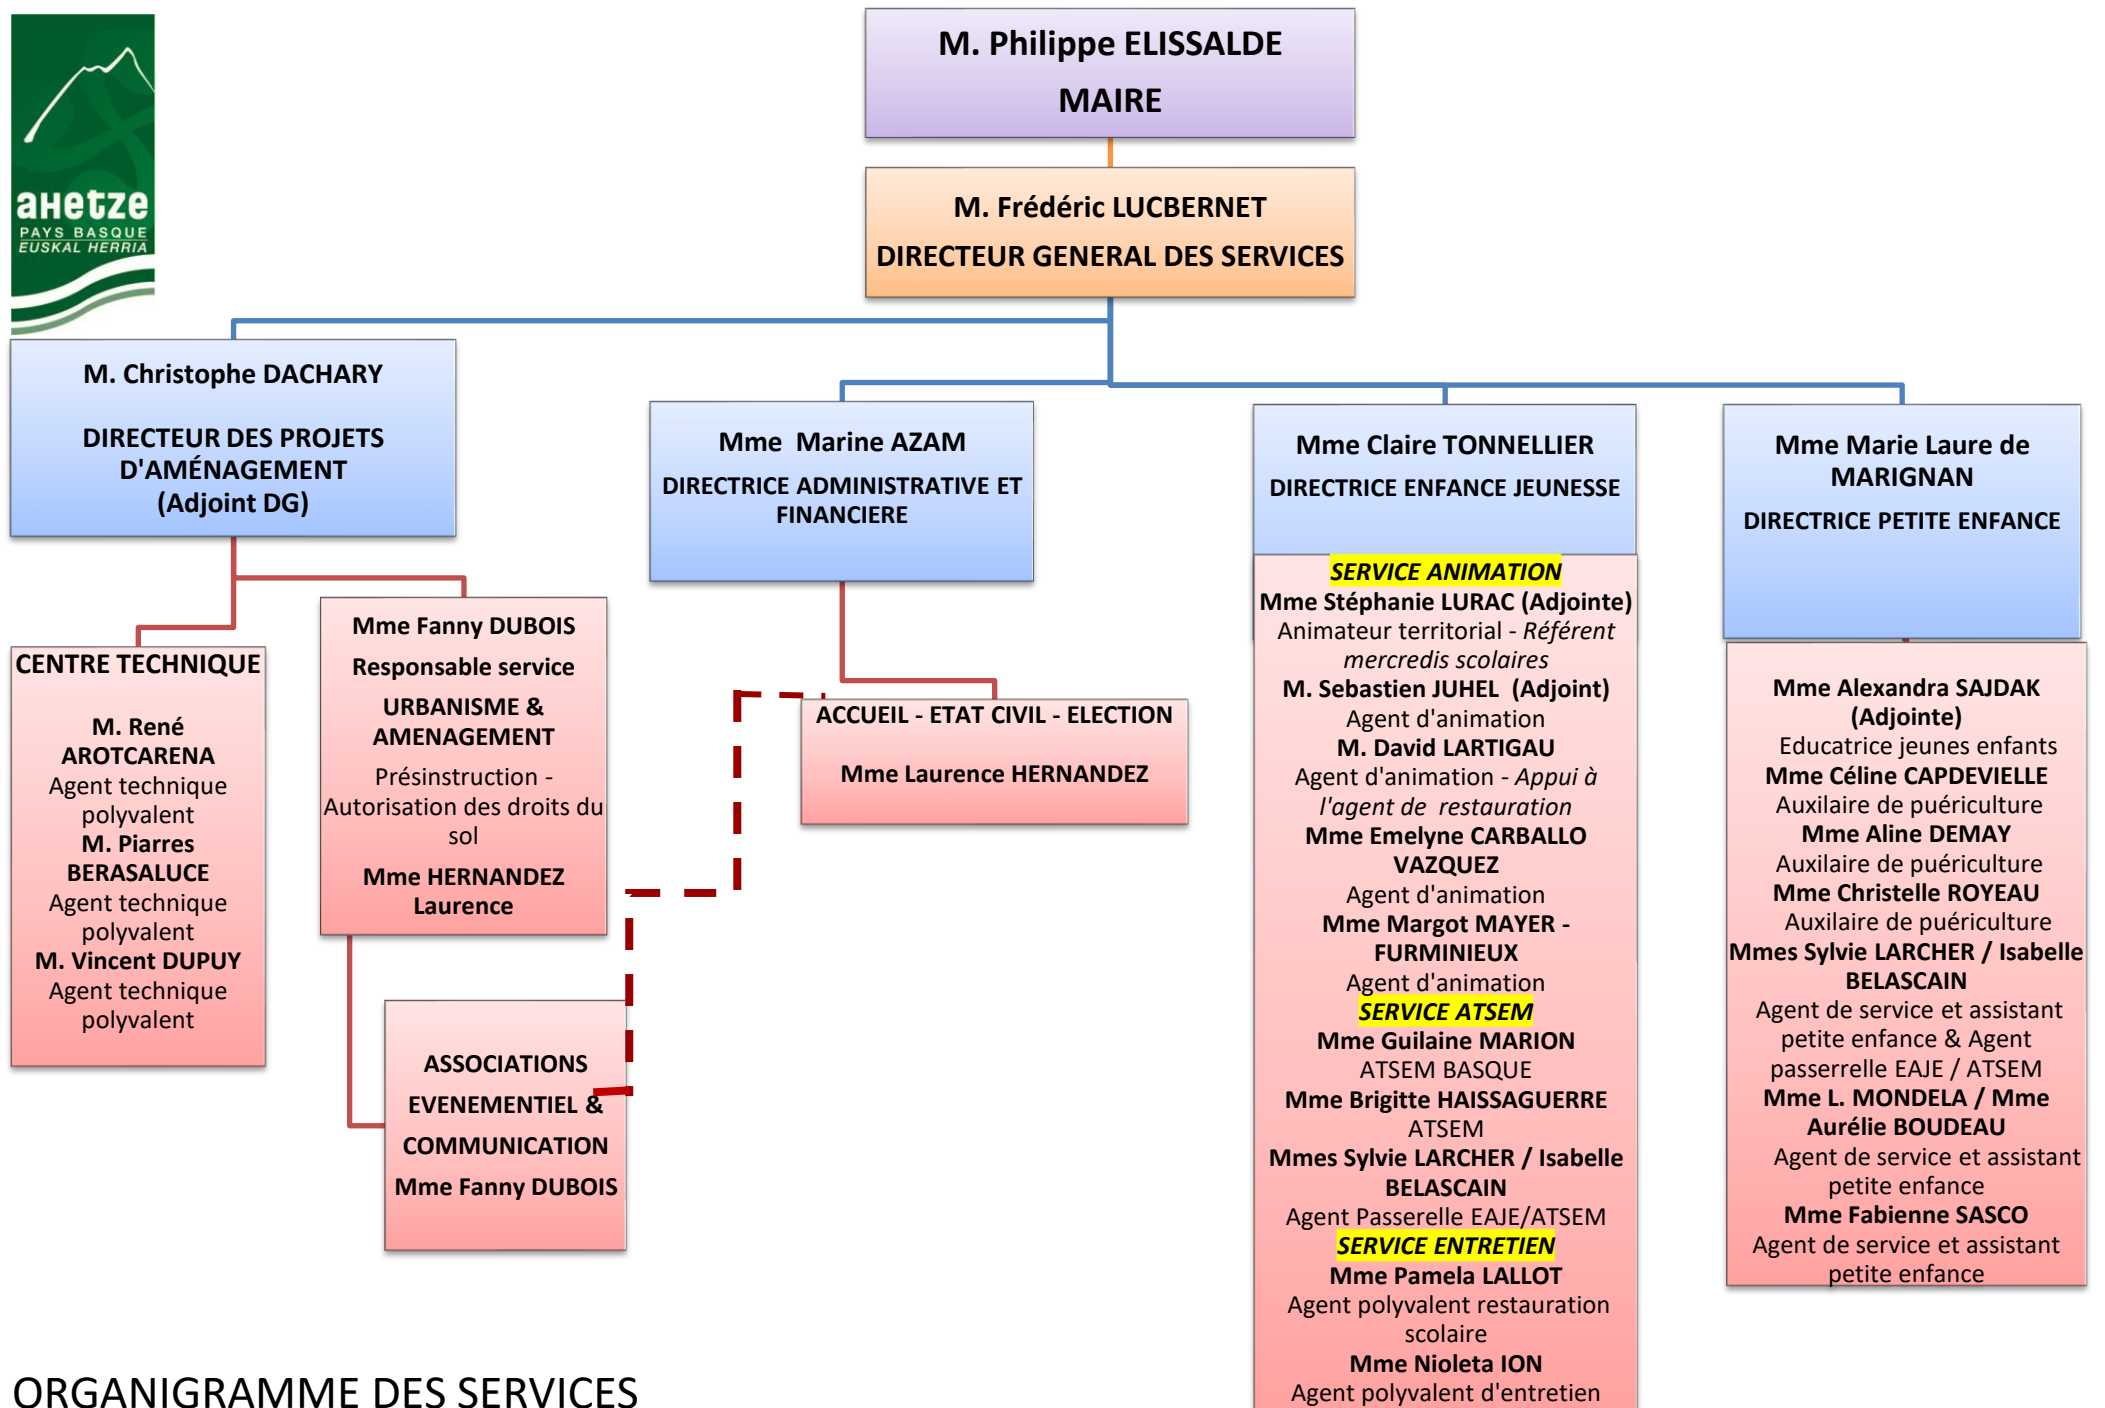 aHetze
PAYS BASQUE
EUSKAL HERRIA
M. Philippe ELISSALDE
MAIRE
M. Frédéric LUCBERNET
DIRECTEUR GENERAL DES SERVICES
M. Christophe DACHARY
DIRECTEUR DES PROJETS
D'AMÉNAGEMENT
(Adjoint DG)
Mme  Marine AZAM
DIRECTRICE ADMINISTRATIVE ET
FINANCIERE
Mme Claire TONNELLIER
DIRECTRICE ENFANCE JEUNESSE
Mme Marie Laure de
MARIGNAN
DIRECTRICE PETITE ENFANCE
CENTRE TECHNIQUE
M. René
AROTCARENA
Agent technique
polyvalent
M. Piarres
BERASALUCE
Agent technique
polyvalent
M. Vincent DUPUY
Agent technique
polyvalent
Mme Fanny DUBOIS
Responsable service
URBANISME &
AMENAGEMENT
Présinstruction -
Autorisation des droits du
sol
Mme HERNANDEZ
Laurence
ASSOCIATIONS
EVENEMENTIEL &
COMMUNICATION
Mme Fanny DUBOIS
ACCUEIL - ETAT CIVIL - ELECTION
Mme Laurence HERNANDEZ
SERVICE ANIMATION
Mme Stéphanie LURAC (Adjointe)
Animateur territorial - Référent
mercredis scolaires
M. Sebastien JUHEL  (Adjoint)
Agent d'animation
M. David LARTIGAU
Agent d'animation - Appui à
l'agent de  restauration
Mme Emelyne CARBALLO
VAZQUEZ
Agent d'animation
Mme Margot MAYER -
FURMINIEUX
Agent d'animation
SERVICE ATSEM
Mme Guilaine MARION
ATSEM BASQUE
Mme Brigitte HAISSAGUERRE
ATSEM
Mmes Sylvie LARCHER / Isabelle
BELASCAIN
Agent Passerelle EAJE/ATSEM
SERVICE ENTRETIEN
Mme Pamela LALLOT
Agent polyvalent restauration
scolaire
Mme Nioleta ION
Agent polyvalent d'entretien
Mme Alexandra SAJDAK
(Adjointe)
Educatrice jeunes enfants
Mme Céline CAPDEVIELLE
Auxilaire de puériculture
Mme Aline DEMAY
Auxilaire de puériculture
Mme Christelle ROYEAU
Auxilaire de puériculture
Mmes Sylvie LARCHER / Isabelle
BELASCAIN
Agent de service et assistant
petite enfance & Agent
passerrelle EAJE / ATSEM
Mme L. MONDELA / Mme
Aurélie BOUDEAU
Agent de service et assistant
petite enfance
Mme Fabienne SASCO
Agent de service et assistant
petite enfance
ORGANIGRAMME DES SERVICES